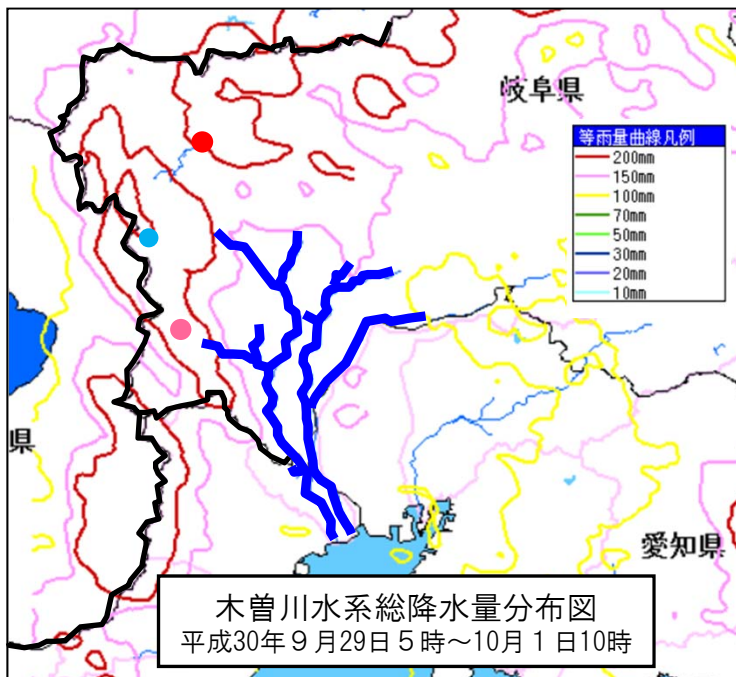 岐阜県
等雨量曲線凡例
200mm
150mm
100mm
70mm
50mm
30mm
20mm
10mm
県
愛知県
木曽川水系総降水量分布図
平成30年9月29日5時~10月1日10時